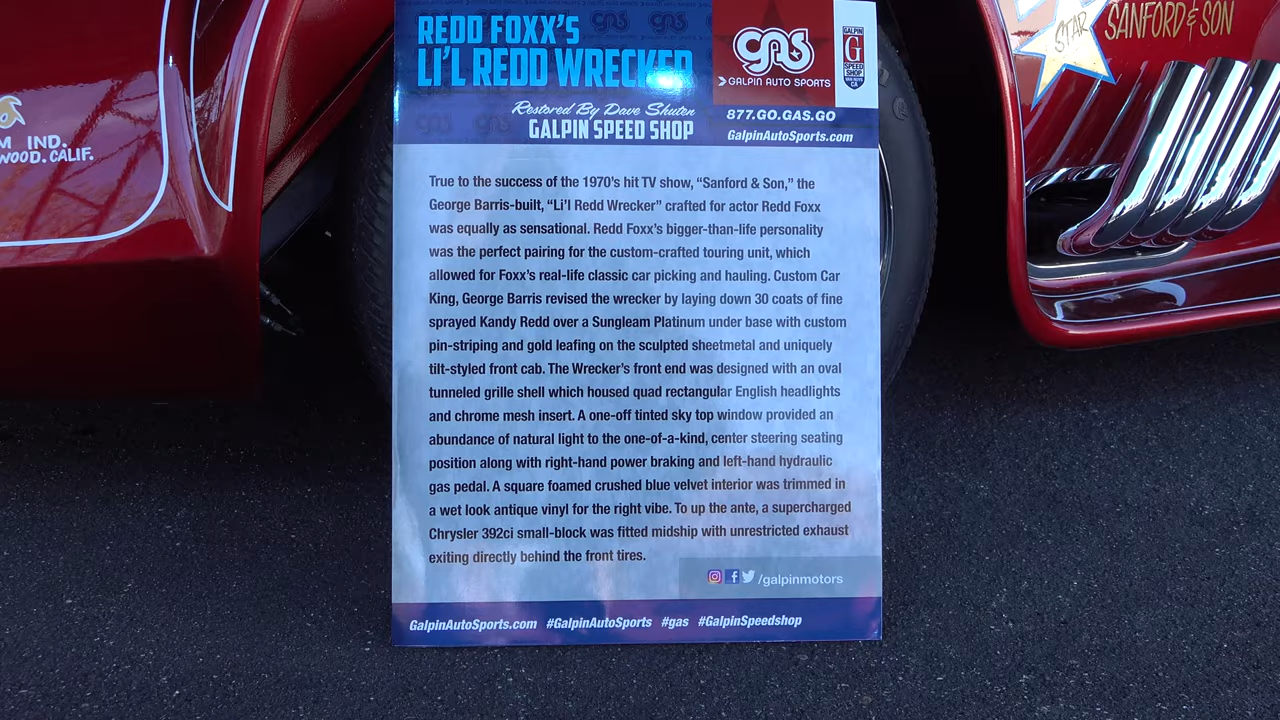 REDD FOXX'S
LI'L REDD WRECKER
Restored By Dave Shuten
GALPIN SPEED SHOP
gas
GALPIN AUTO SPORTS
GALPIN
G
SPEED
SHOP
VAN NUYS
CA
877.GO.GAS.GO
GalpinAutoSports.com
STAR
SANFORD & SON
M IND.
WOOD. CALIF.
True to the success of the 1970's hit TV show, "Sanford & Son," the
George Barris-built, "Li'l Redd Wrecker" crafted for actor Redd Foxx
was equally as sensational. Redd Foxx's bigger-than-life personality
was the perfect pairing for the custom-crafted touring unit, which
allowed for Foxx's real-life classic car picking and hauling. Custom Car
King, George Barris revised the wrecker by laying down 30 coats of fine
sprayed Kandy Redd over a Sungleam Platinum under base with custom
pin-striping and gold leafing on the sculpted sheetmetal and uniquely
tilt-styled front cab. The Wrecker's front end was designed with an oval
tunneled grille shell which housed quad rectangular English headlights
and chrome mesh insert. A one-off tinted sky top window provided an
abundance of natural light to the one-of-a-kind, center steering seating
position along with right-hand power braking and left-hand hydraulic
gas pedal. A square foamed crushed blue velvet interior was trimmed in
a wet look antique vinyl for the right vibe. To up the ante, a supercharged
Chrysler 392ci small-block was fitted midship with unrestricted exhaust
exiting directly behind the front tires.
/galpinmotors
GalpinAutoSports.com #GalpinAutoSports #gas #GalpinSpeedshop